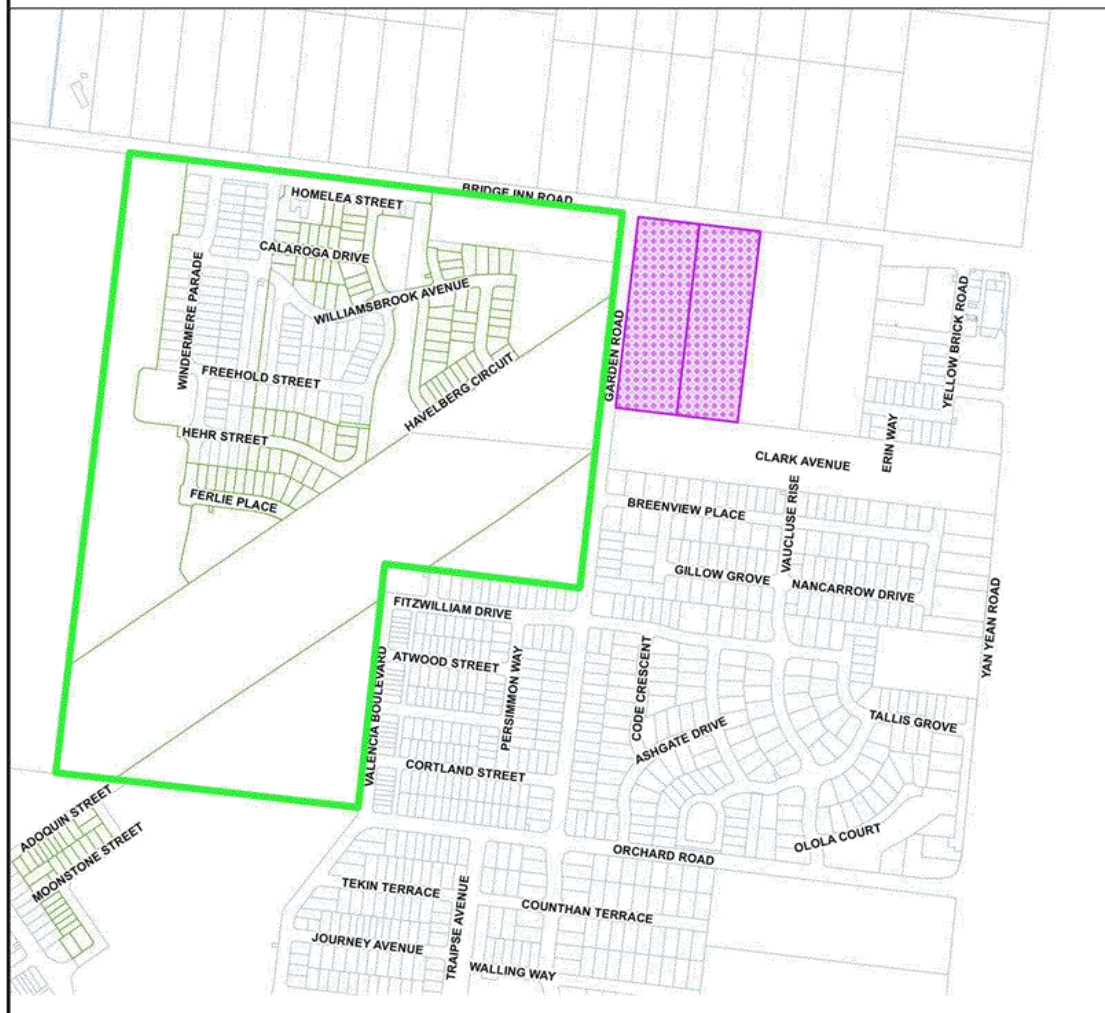 BRIDGE INN ROAD
HOMELEA STREET
CALAROGA DRIVE
WINDERMERE PARADE
WILLIAMSBROOK AVENUE
YELLOW BRICK ROAD
GARDEN ROAD
FREEHOLD STREET
HAVELBERG CIRCUIT
HEHR STREET
ERIN WAY
CLARK AVENUE
FERLIE PLACE
BREENVIEW PLACE
VAUCLUSE RISE
GILLOW GROVE
NANCARROW DRIVE
FITZWILLIAM DRIVE
YAN YEAN ROAD
ATWOOD STREET
PERSIMMON WAY
CODE CRESCENT
VALENCIA BOULEVARD
TALLIS GROVE
ASHGATE DRIVE
CORTLAND STREET
ADOQUIN STREET
MOONSTONE STREET
OLOLA COURT
ORCHARD ROAD
TEKIN TERRACE
COUNTHAN TERRACE
TRAIPSE AVENUE
JOURNEY AVENUE
WALLING WAY